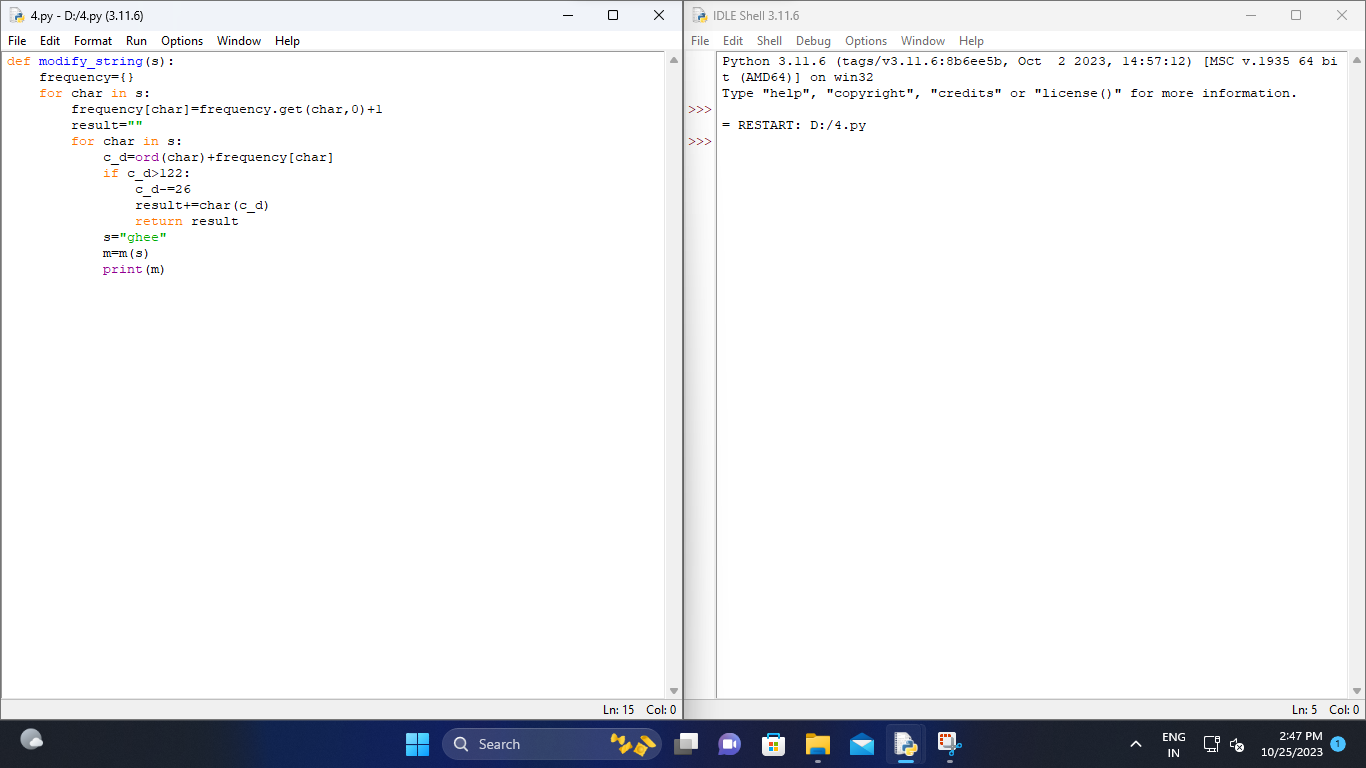 4.py - D:/4.py (3.11.6)
File Edit Format Run Options Window Help
def modify_string(s):
    frequency={}
    for char in s:
        frequency[char]=frequency.get(char,0)+1
        result=""
        for char in s:
            c_d=ord(char)+frequency[char]
            if c_d>122:
                c_d-=26
                result+=char(c_d)
                return result
            s="ghee"
            m=m(s)
            print(m)
Ln: 15 Col: 0
IDLE Shell 3.11.6
File Edit Shell Debug Options Window Help
Python 3.11.6 (tags/v3.11.6:8b6ee5b, Oct  2 2023, 14:57:12) [MSC v.1935 64 bi
t (AMD64)] on win32
Type "help", "copyright", "credits" or "license()" for more information.
>>>
= RESTART: D:/4.py
>>>
Ln: 5 Col: 0
Search
ENG
IN
2:47 PM
10/25/2023
1